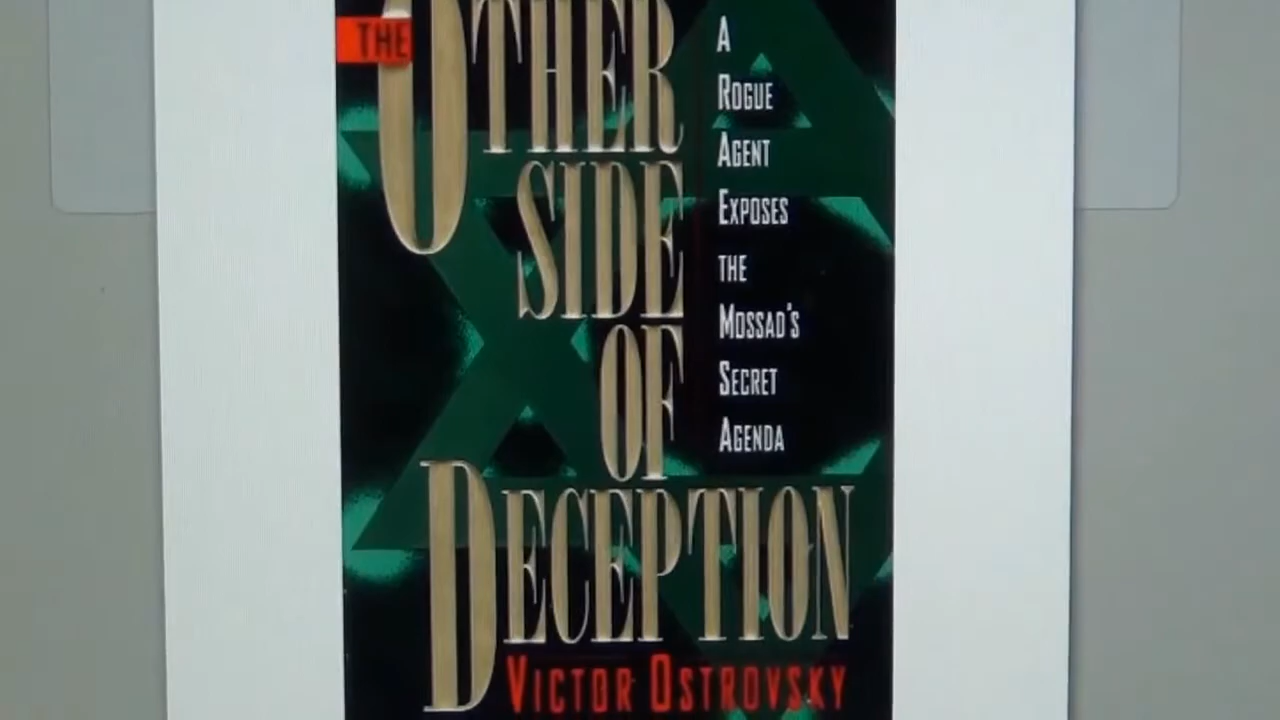 THE
OTHER
SIDE
OF
DECEPTION
A
ROGUE
AGENT
EXPOSES
THE
MOSSAD'S
SECRET
AGENDA
VICTOR OSTROVSKY